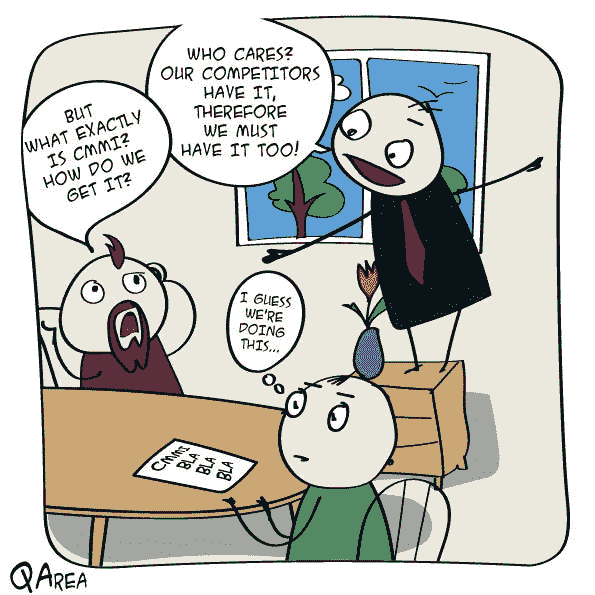 WHO CARES?
OUR COMPETITORS
HAVE IT,
THEREFORE
WE MUST
HAVE IT TOO!
BUT
WHAT EXACTLY
IS CMMI?
HOW DO WE
GET IT?
I GUESS
WE'RE
DOING
THIS...
CMMI
BLA
BLA
BLA
QAREA